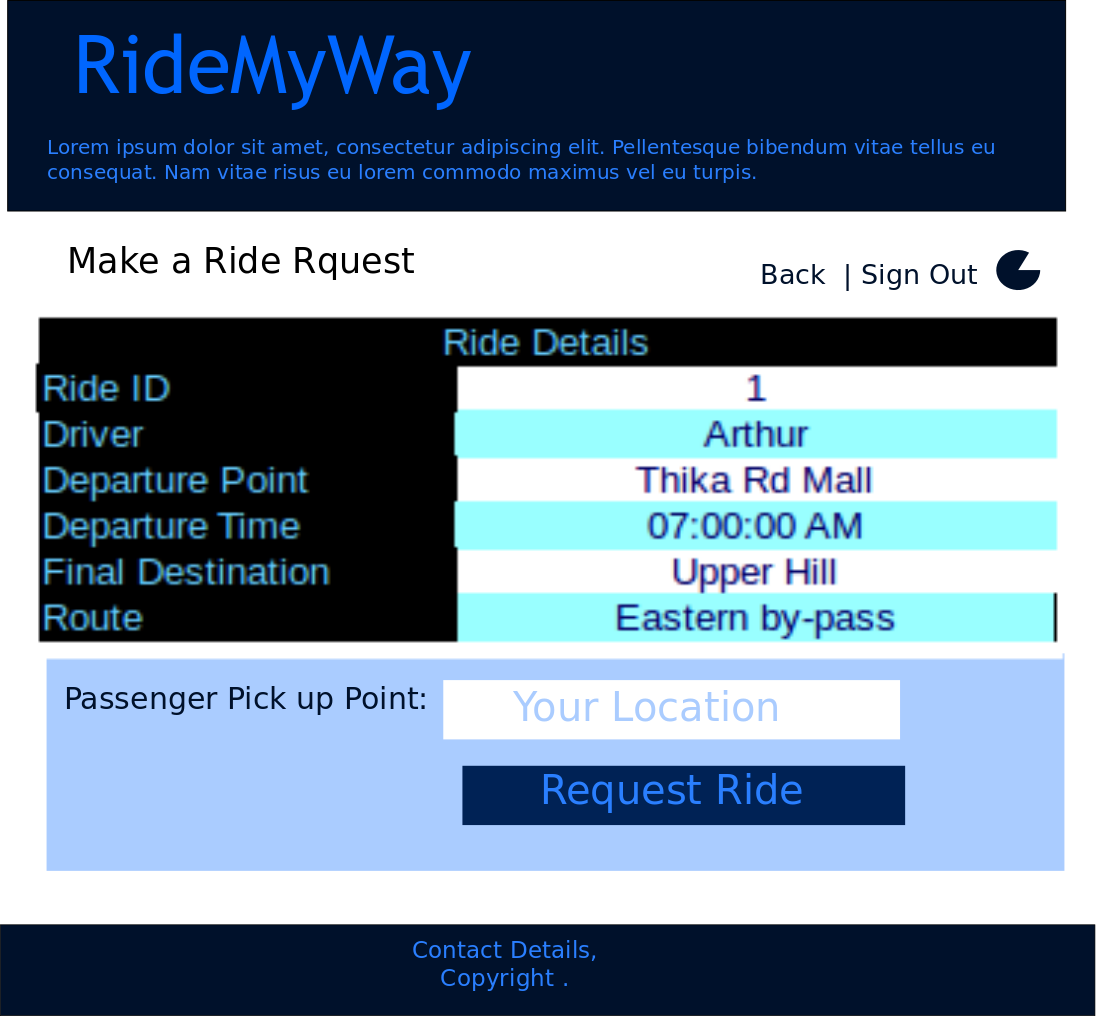 RideMyWay
Lorem ipsum dolor sit amet, consectetur adipiscing elit. Pellentesque bibendum vitae tellus eu
consequat. Nam vitae risus eu lorem commodo maximus vel eu turpis.
Make a Ride Rquest
Back | Sign Out
Ride Details
Ride ID 1
Driver Arthur
Departure Point Thika Rd Mall
Departure Time 07:00:00 AM
Final Destination Upper Hill
Route Eastern by-pass
Passenger Pick up Point: Your Location
Request Ride
Contact Details,
Copyright .